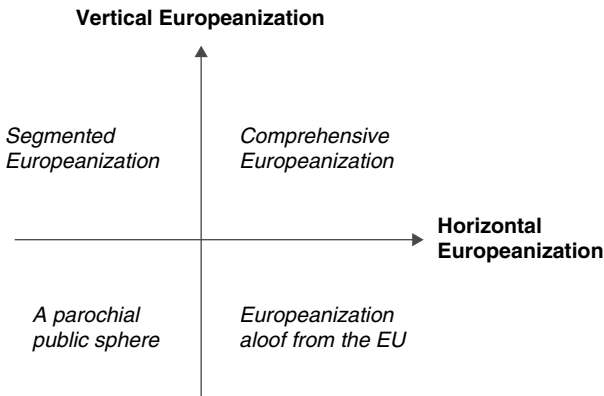 Vertical Europeanization
Segmented
Europeanization
Comprehensive
Europeanization
Horizontal
Europeanization
A parochial
public sphere
Europeanization
aloof from the EU